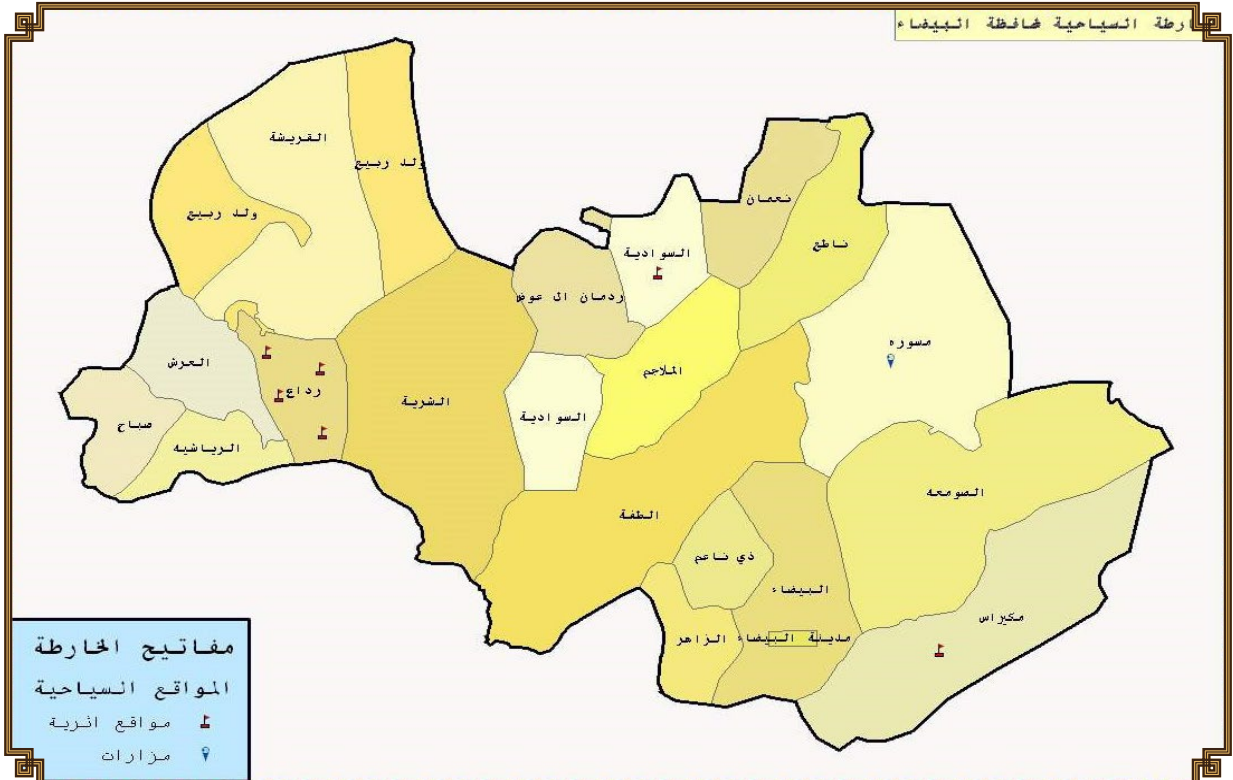 رطة السياحية محافظة البيضاء
القريشة
ولد ربيع
ولد ربيع
نعمان
ناطع
السوادية
ردمان ال عوض
مسوره
العرش
رداع
الملاجم
الشرية
السوادية
صباح
الرياشيه
الصومعه
الطفة
ذي ناعم
البيضاء
مكيراس
مدينة البيضاء
الزاهر
مفاتيح الخارطة
المواقع السياحية
مواقع اثرية
مزارات